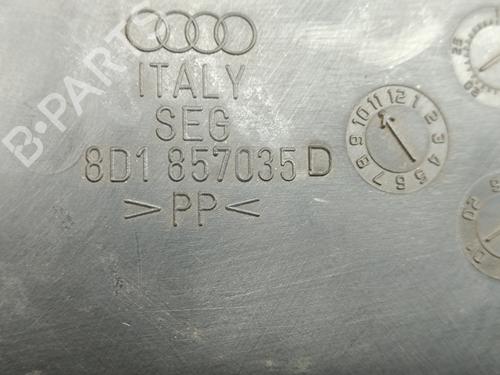 ITALY
SEG
8D1 857035 D
>PP<
B-PARTS
10 11 12 1 2 3 4 5 6 7 8 9